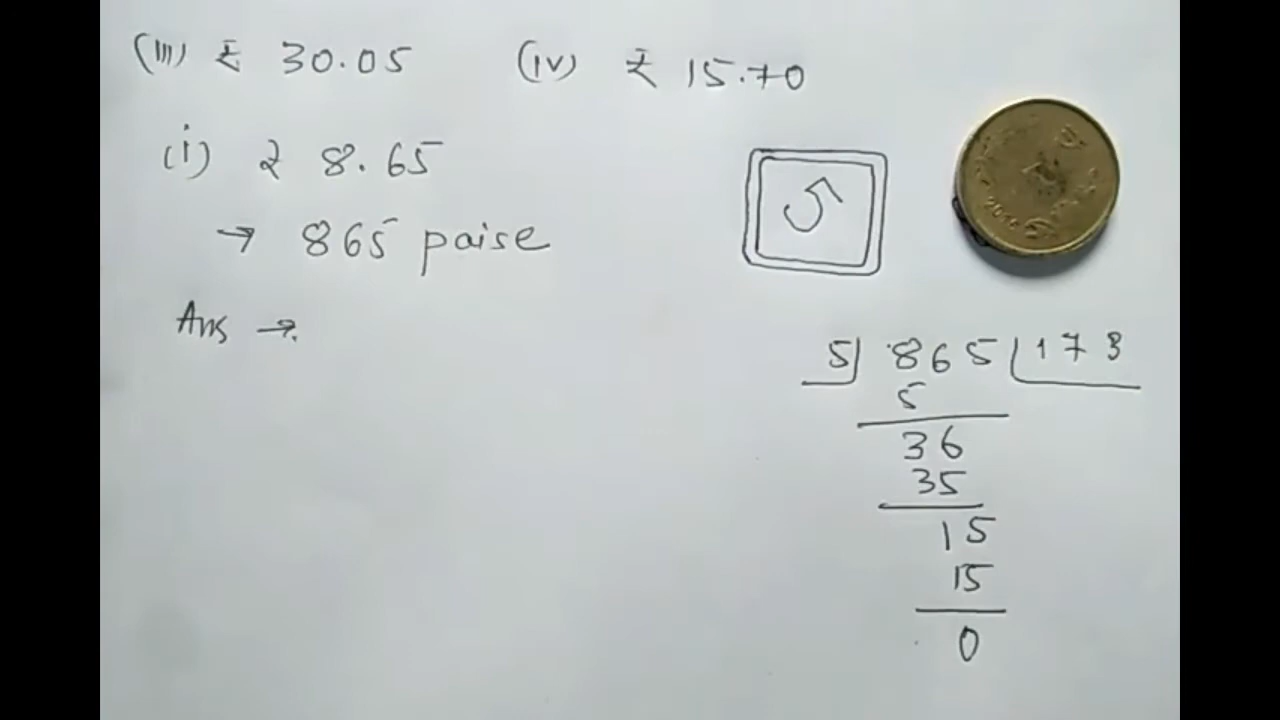 (iii) ₹ 30.05 (iv) ₹ 15.70
(i) ₹ 8.65
→ 865 paise
5
Ans →
5) 865 (173
5
36
35
15
15
0